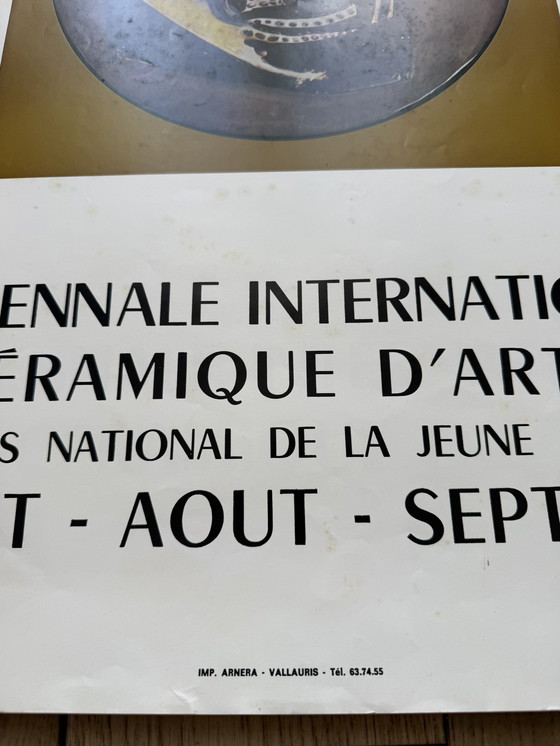 ENNALE INTERNATIO
ÉRAMIQUE D'ART
S NATIONAL DE LA JEUNE
T - AOUT - SEPT
IMP. ARNERA - VALLAURIS - Tél. 63.74.55